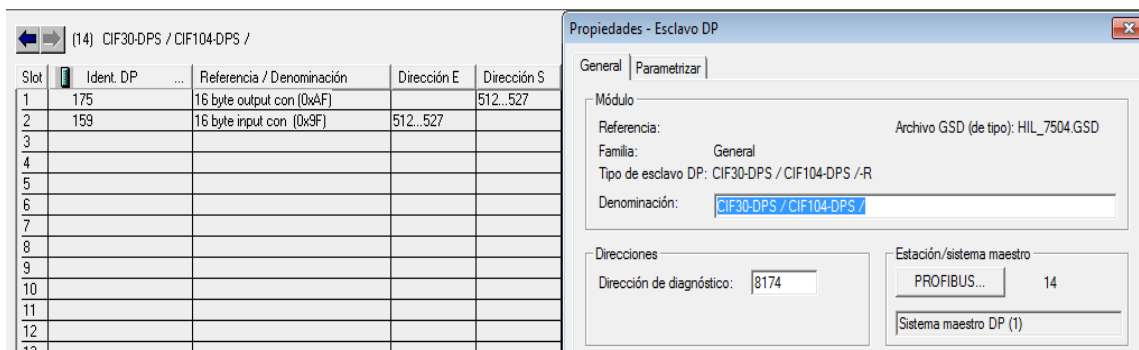 (14) CIF30-DPS / CIF104-DPS /
Slot Ident. DP ... Referencia / Denominación Dirección E Dirección S
1 175 16 byte output con (0xAF) 512...527
2 159 16 byte input con (0x9F) 512...527
3
4
5
6
7
8
9
10
11
12
Propiedades - Esclavo DP
General Parametrizar
Módulo
Referencia: Archivo GSD (de tipo): HIL_7504.GSD
Familia: General
Tipo de esclavo DP: CIF30-DPS / CIF104-DPS /-R
Denominación: CIF30-DPS / CIF104-DPS /
Direcciones
Dirección de diagnóstico: 8174
Estación/sistema maestro
PROFIBUS... 14
Sistema maestro DP (1)